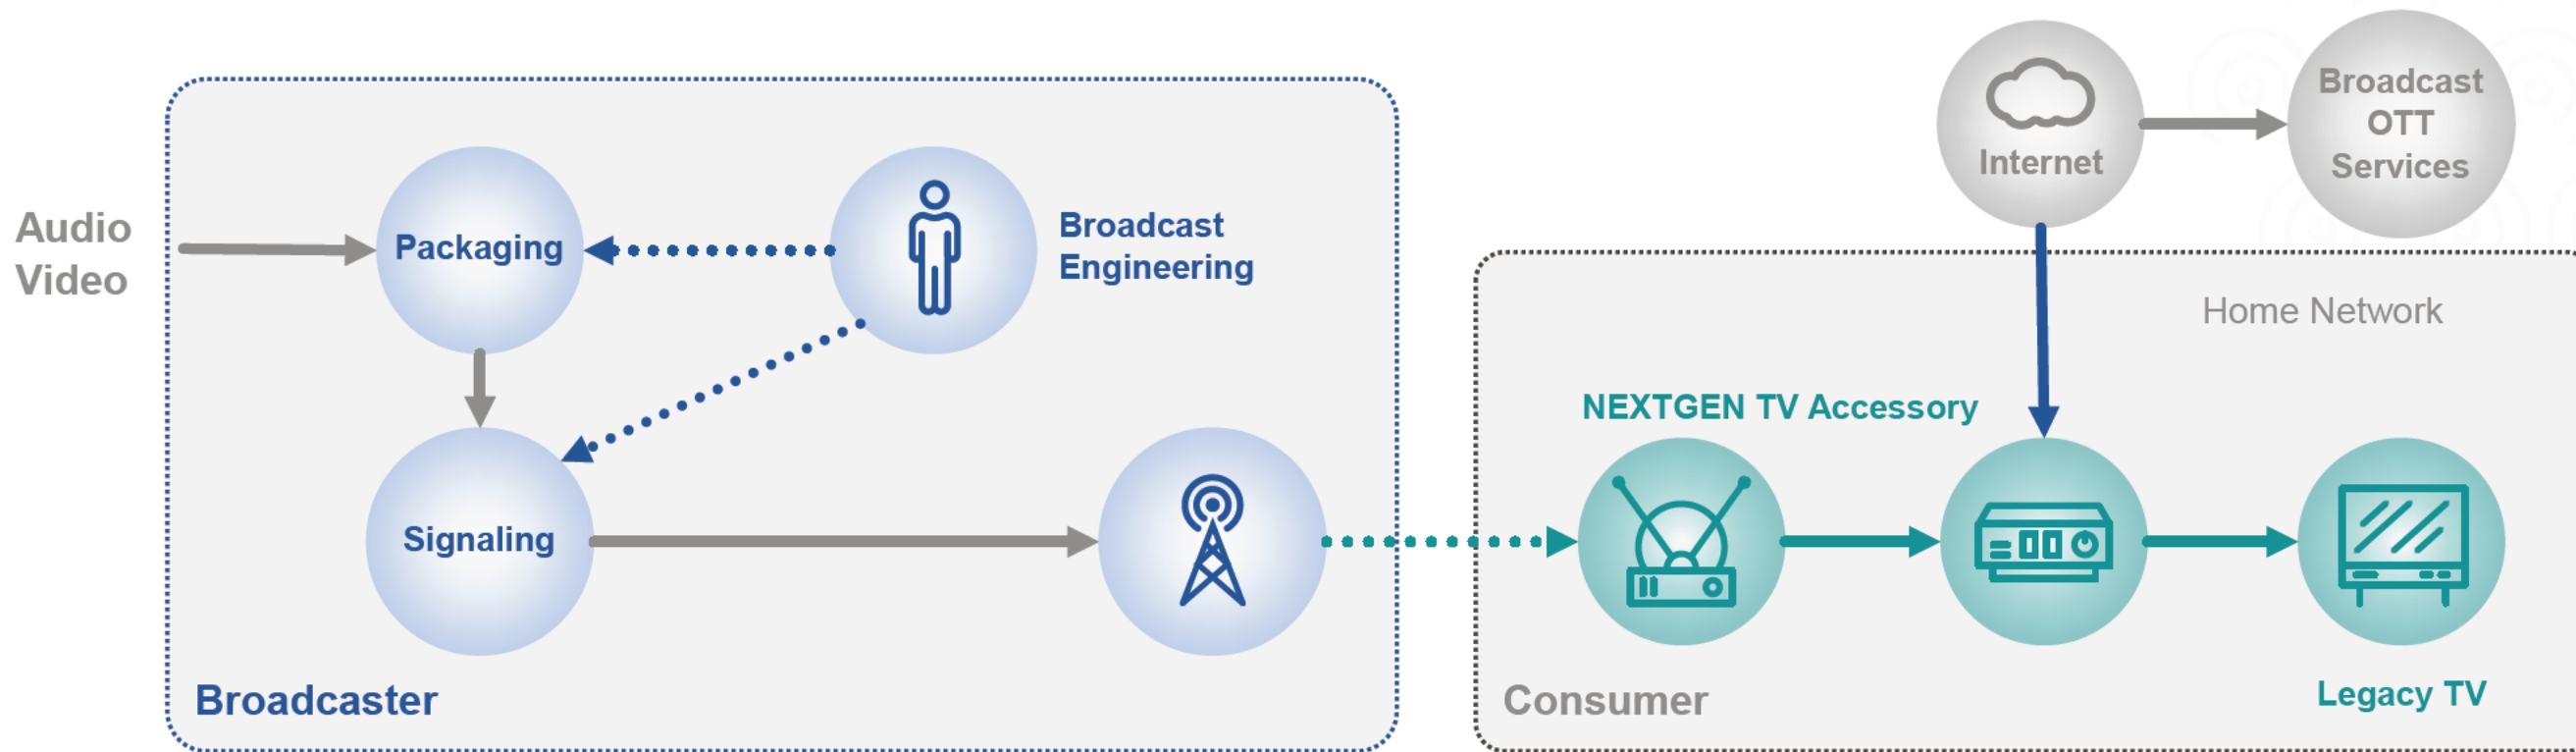 Audio
Video
Packaging
Broadcast
Engineering
Signaling
Broadcaster
Internet
Broadcast
OTT
Services
Home Network
NEXTGEN TV Accessory
Consumer
Legacy TV